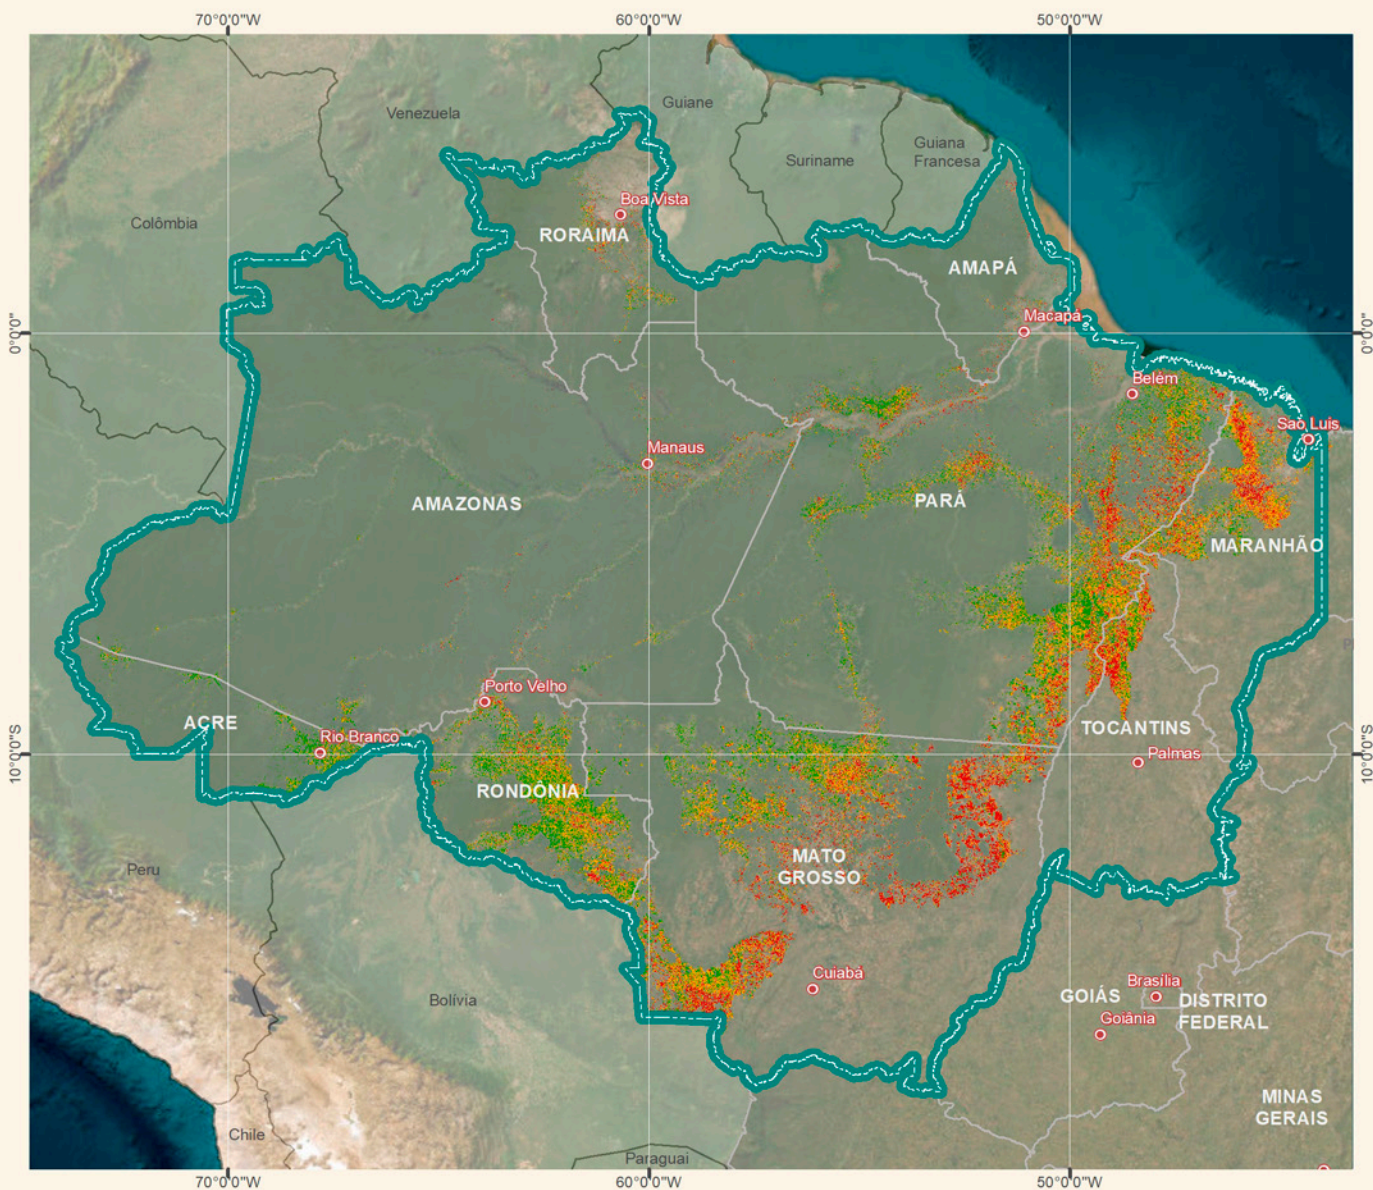 70°0'0"W
60°0'0"W
50°0'0"W
Venezuela
Guiane
Suriname
Guiana
Francesa
Colômbia
Boa Vista
RORAIMA
AMAPÁ
Macapá
0°0'0"
0°0'0"
Belém
São Luís
Manaus
AMAZONAS
PARÁ
MARANHÃO
Porto Velho
ACRE
Rio Branco
TOCANTINS
Palmas
10°0'0"S
10°0'0"S
RONDÔNIA
MATO
GROSSO
Peru
Cuiabá
Bolívia
Brasília
GOIÁS
DISTRITO
FEDERAL
Goiânia
MINAS
GERAIS
Chile
Paraguai
70°0'0"W
60°0'0"W
50°0'0"W